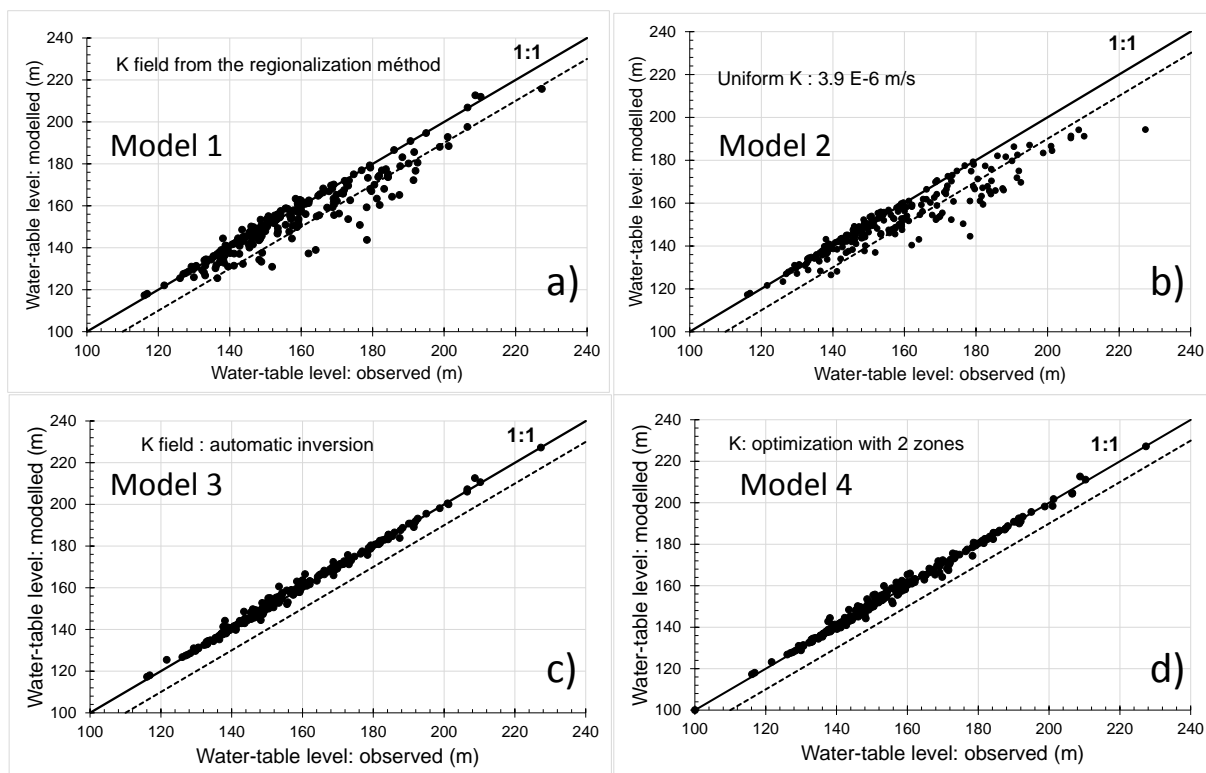 240
220
200
180
160
140
120
100
Water-table level: modelled (m)
1:1
K field from the regionalization méthod
Model 1
a)
100 120 140 160 180 200 220 240
Water-table level: observed (m)
240
220
200
180
160
140
120
100
Water-table level: modelled (m)
1:1
Uniform K : 3.9 E-6 m/s
Model 2
b)
100 120 140 160 180 200 220 240
Water-table level: observed (m)
240
220
200
180
160
140
120
100
Water-table level: modelled (m)
1:1
K field : automatic inversion
Model 3
c)
100 120 140 160 180 200 220 240
Water-table level: observed (m)
240
220
200
180
160
140
120
100
Water-table level: modelled (m)
1:1
K: optimization with 2 zones
Model 4
d)
100 120 140 160 180 200 220 240
Water-table level: observed (m)